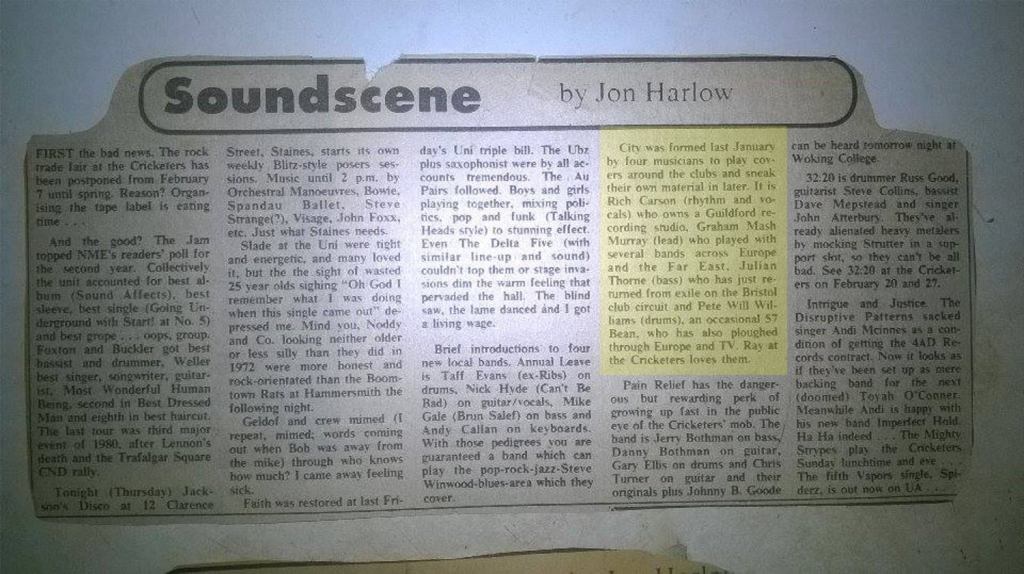 Soundscene
by Jon Harlow
FIRST the bad news. The rock
trade fair at the Cricketers has
been postponed from February
7 until spring. Reason? Organ-
ising the tape label is eating
time . . .
And the good? The Jam
topped NME's readers' poll for
the second year. Collectively
the unit accounted for best al-
bum (Sound Affects), best
sleeve, best single (Going Un-
derground with Start! at No. 5)
and best grope . . . oops, group.
Foxton and Buckler got best
bassist and drummer, Weller
best singer, songwriter, guitar-
ist, Most Wonderful Human
Being, second in Best Dressed
Man and eighth in best haircut.
The last tour was third major
event of 1980, after Lennon's
death and the Trafalgar Square
CND rally.
Tonight (Thursday) Jack-
son's Disco at 12 Clarence
Street, Staines, starts its own
weekly Blitz-style posers ses-
sions. Music until 2 p.m. by
Orchestral Manoeuvres, Bowie,
Spandau Ballet, Steve
Strange(?), Visage, John Foxx,
etc. Just what Staines needs.
Slade at the Uni were tight
and energetic, and many loved
it, but the the sight of wasted
25 year olds sighing "Oh God I
remember what I was doing
when this single came out" de-
pressed me. Mind you, Noddy
and Co. looking neither older
or less silly than they did in
1972 were more honest and
rock-orientated than the Boom-
town Rats at Hammersmith the
following night.
Geldof and crew mimed (I
repeat, mimed; words coming
out when Bob was away from
the mike) through who knows
how much? I came away feeling
sick.
Faith was restored at last Fri-
day's Uni triple bill. The Ubz
plus saxophonist were by all ac-
counts tremendous. The Au
Pairs followed. Boys and girls
playing together, mixing poli-
tics, pop and funk (Talking
Heads style) to stunning effect.
Even The Delta Five (with
similar line-up and sound)
couldn't top them or stage inva-
sions dim the warm feeling that
pervaded the hall. The blind
saw, the lame danced and I got
a living wage.
Brief introductions to four
new local bands. Annual Leave
is Taff Evans (ex-Ribs) on
drums, Nick Hyde (Can't Be
Rad) on guitar/vocals, Mike
Gale (Brun Salef) on bass and
Andy Callan on keyboards.
With those pedigrees you are
guaranteed a band which can
play the pop-rock-jazz-Steve
Winwood-blues-area which they
cover.
City was formed last January
by four musicians to play cov-
ers around the clubs and sneak
their own material in later. It is
Rich Carson (rhythm and vo-
cals) who owns a Guildford re-
cording studio, Graham Mash
Murray (lead) who played with
several bands across Europe
and the Far East, Julian
Thorne (bass) who has just re-
turned from exile on the Bristol
club circuit and Pete Will Wil-
liams (drums), an occasional 57
Bean, who has also ploughed
through Europe and TV. Ray at
the Cricketers loves them.
Pain Relief has the danger-
ous but rewarding perk of
growing up fast in the public
eye of the Cricketers' mob. The
band is Jerry Bothman on bass,
Danny Bothman on guitar,
Gary Ellis on drums and Chris
Turner on guitar and their
originals plus Johnny B. Goode
can be heard tomorrow night at
Woking College.
32:20 is drummer Russ Good,
guitarist Steve Collins, bassist
Dave Mepstead and singer
John Atterbury. They've al-
ready alienated heavy metalers
by mocking Strutter in a sup-
port slot, so they can't be all
bad. See 32:20 at the Cricket-
ers on February 20 and 27.
Intrigue and Justice. The
Disruptive Patterns sacked
singer Andi Mcinnes as a con-
dition of getting the 4AD Re-
cords contract. Now it looks as
if they've been set up as mere
backing band for the next
(doomed) Toyah O'Conner.
Meanwhile Andi is happy with
his new band Imperfect Hold.
Ha Ha indeed . . . The Mighty
Strypes play the Cricketers
Sunday lunchtime and eve . . .
The fifth Vapors single, Spi-
derz, is out now on UA . . .